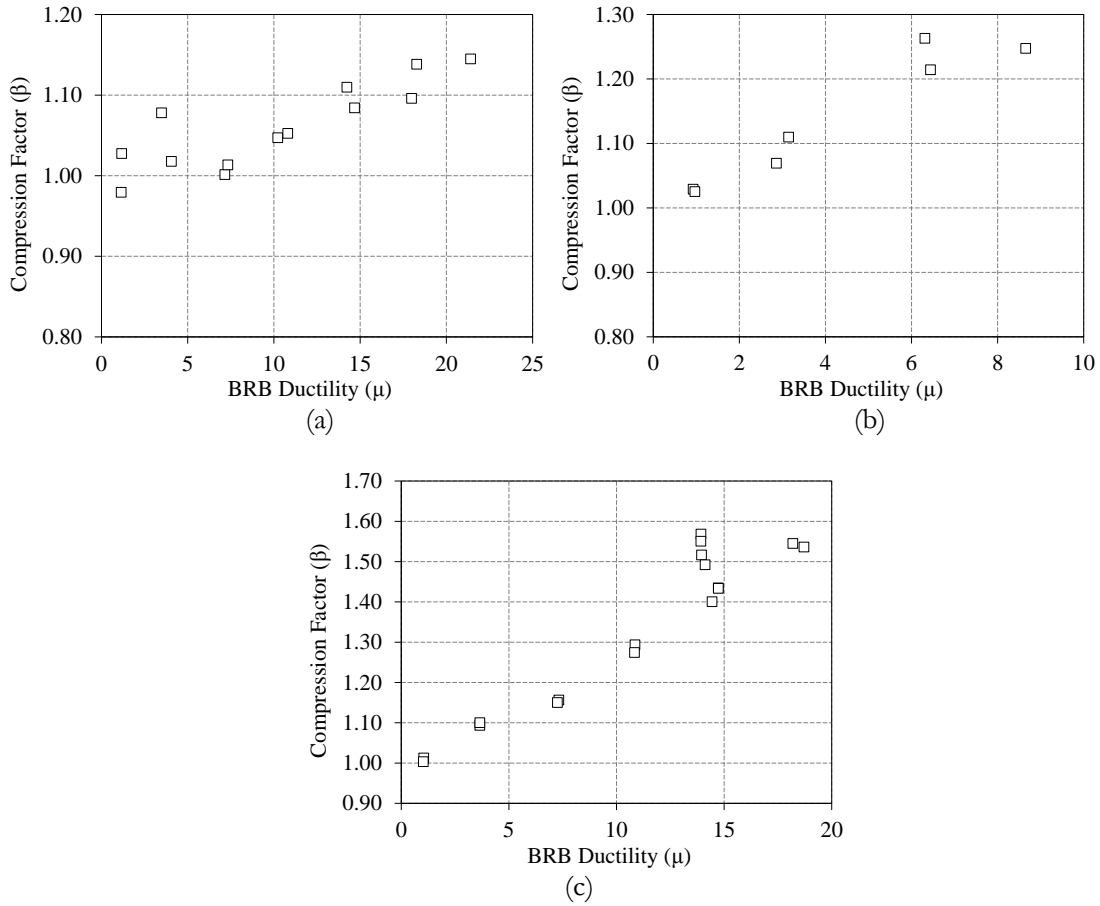 1.20
1.10
1.00
0.90
0.80
Compression Factor (β)
0 5 10 15 20 25
BRB Ductility (μ)
(a)
1.30
1.20
1.10
1.00
0.90
0.80
Compression Factor (β)
0 2 4 6 8 10
BRB Ductility (μ)
(b)
1.70
1.60
1.50
1.40
1.30
1.20
1.10
1.00
0.90
Compression Factor (β)
0 5 10 15 20
BRB Ductility (μ)
(c)